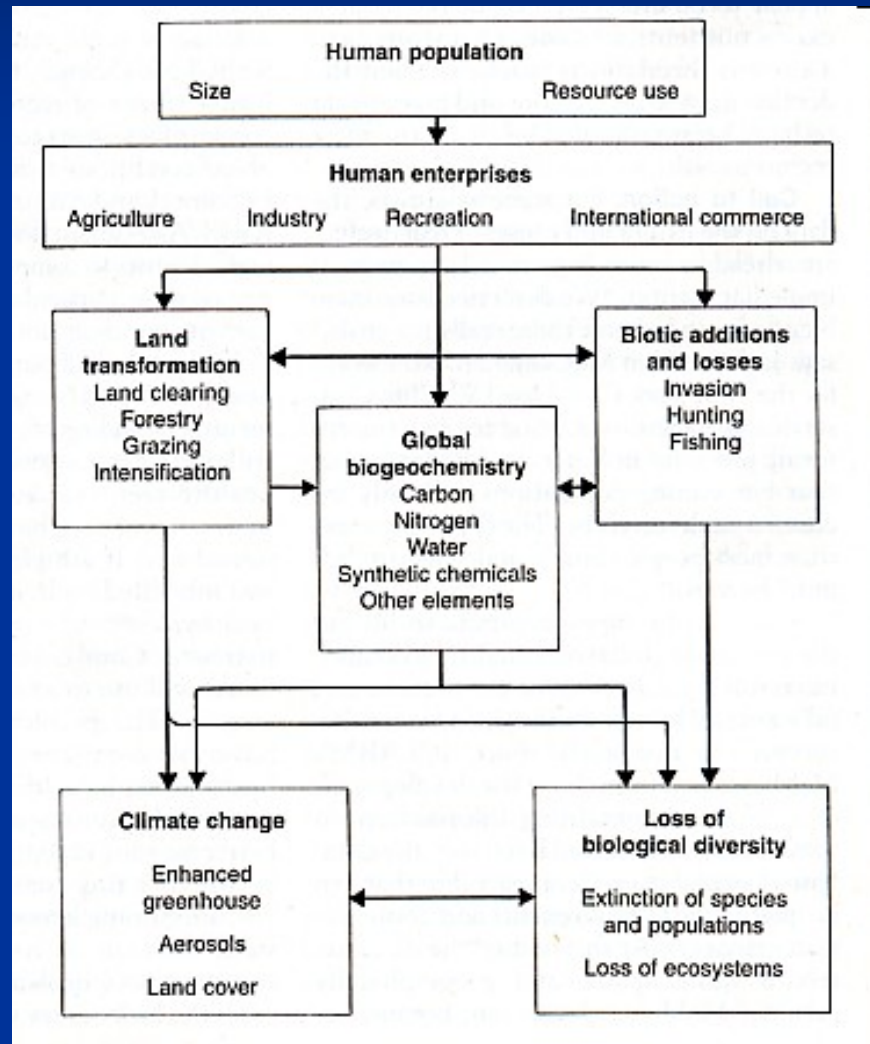 Human population
Size Resource use
Human enterprises
Agriculture Industry Recreation International commerce
Land
transformation
Land clearing
Forestry
Grazing
Intensification
Biotic additions
and losses
Invasion
Hunting
Fishing
Global
biogeochemistry
Carbon
Nitrogen
Water
Synthetic chemicals
Other elements
Climate change
Enhanced
greenhouse
Aerosols
Land cover
Loss of
biological diversity
Extinction of species
and populations
Loss of ecosystems